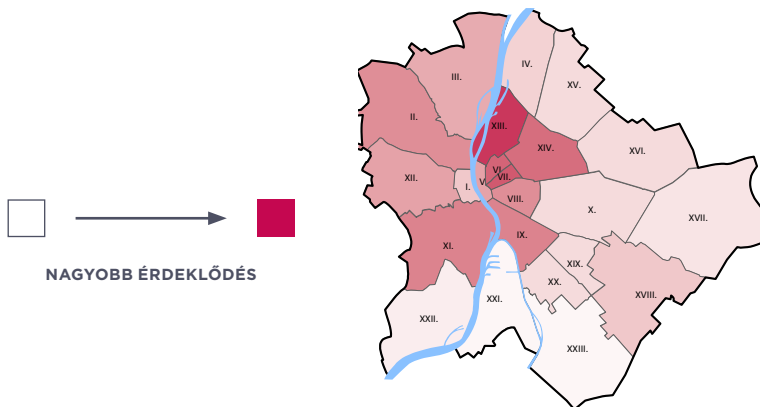 NAGYOBB ÉRDEKLŐDÉS
III.
IV.
XV.
II.
XIII.
XIV.
XVI.
XII.
I.
V.
VI.
VII.
VIII.
X.
XVII.
XI.
IX.
XIX.
XX.
XVIII.
XXI.
XXII.
XXIII.